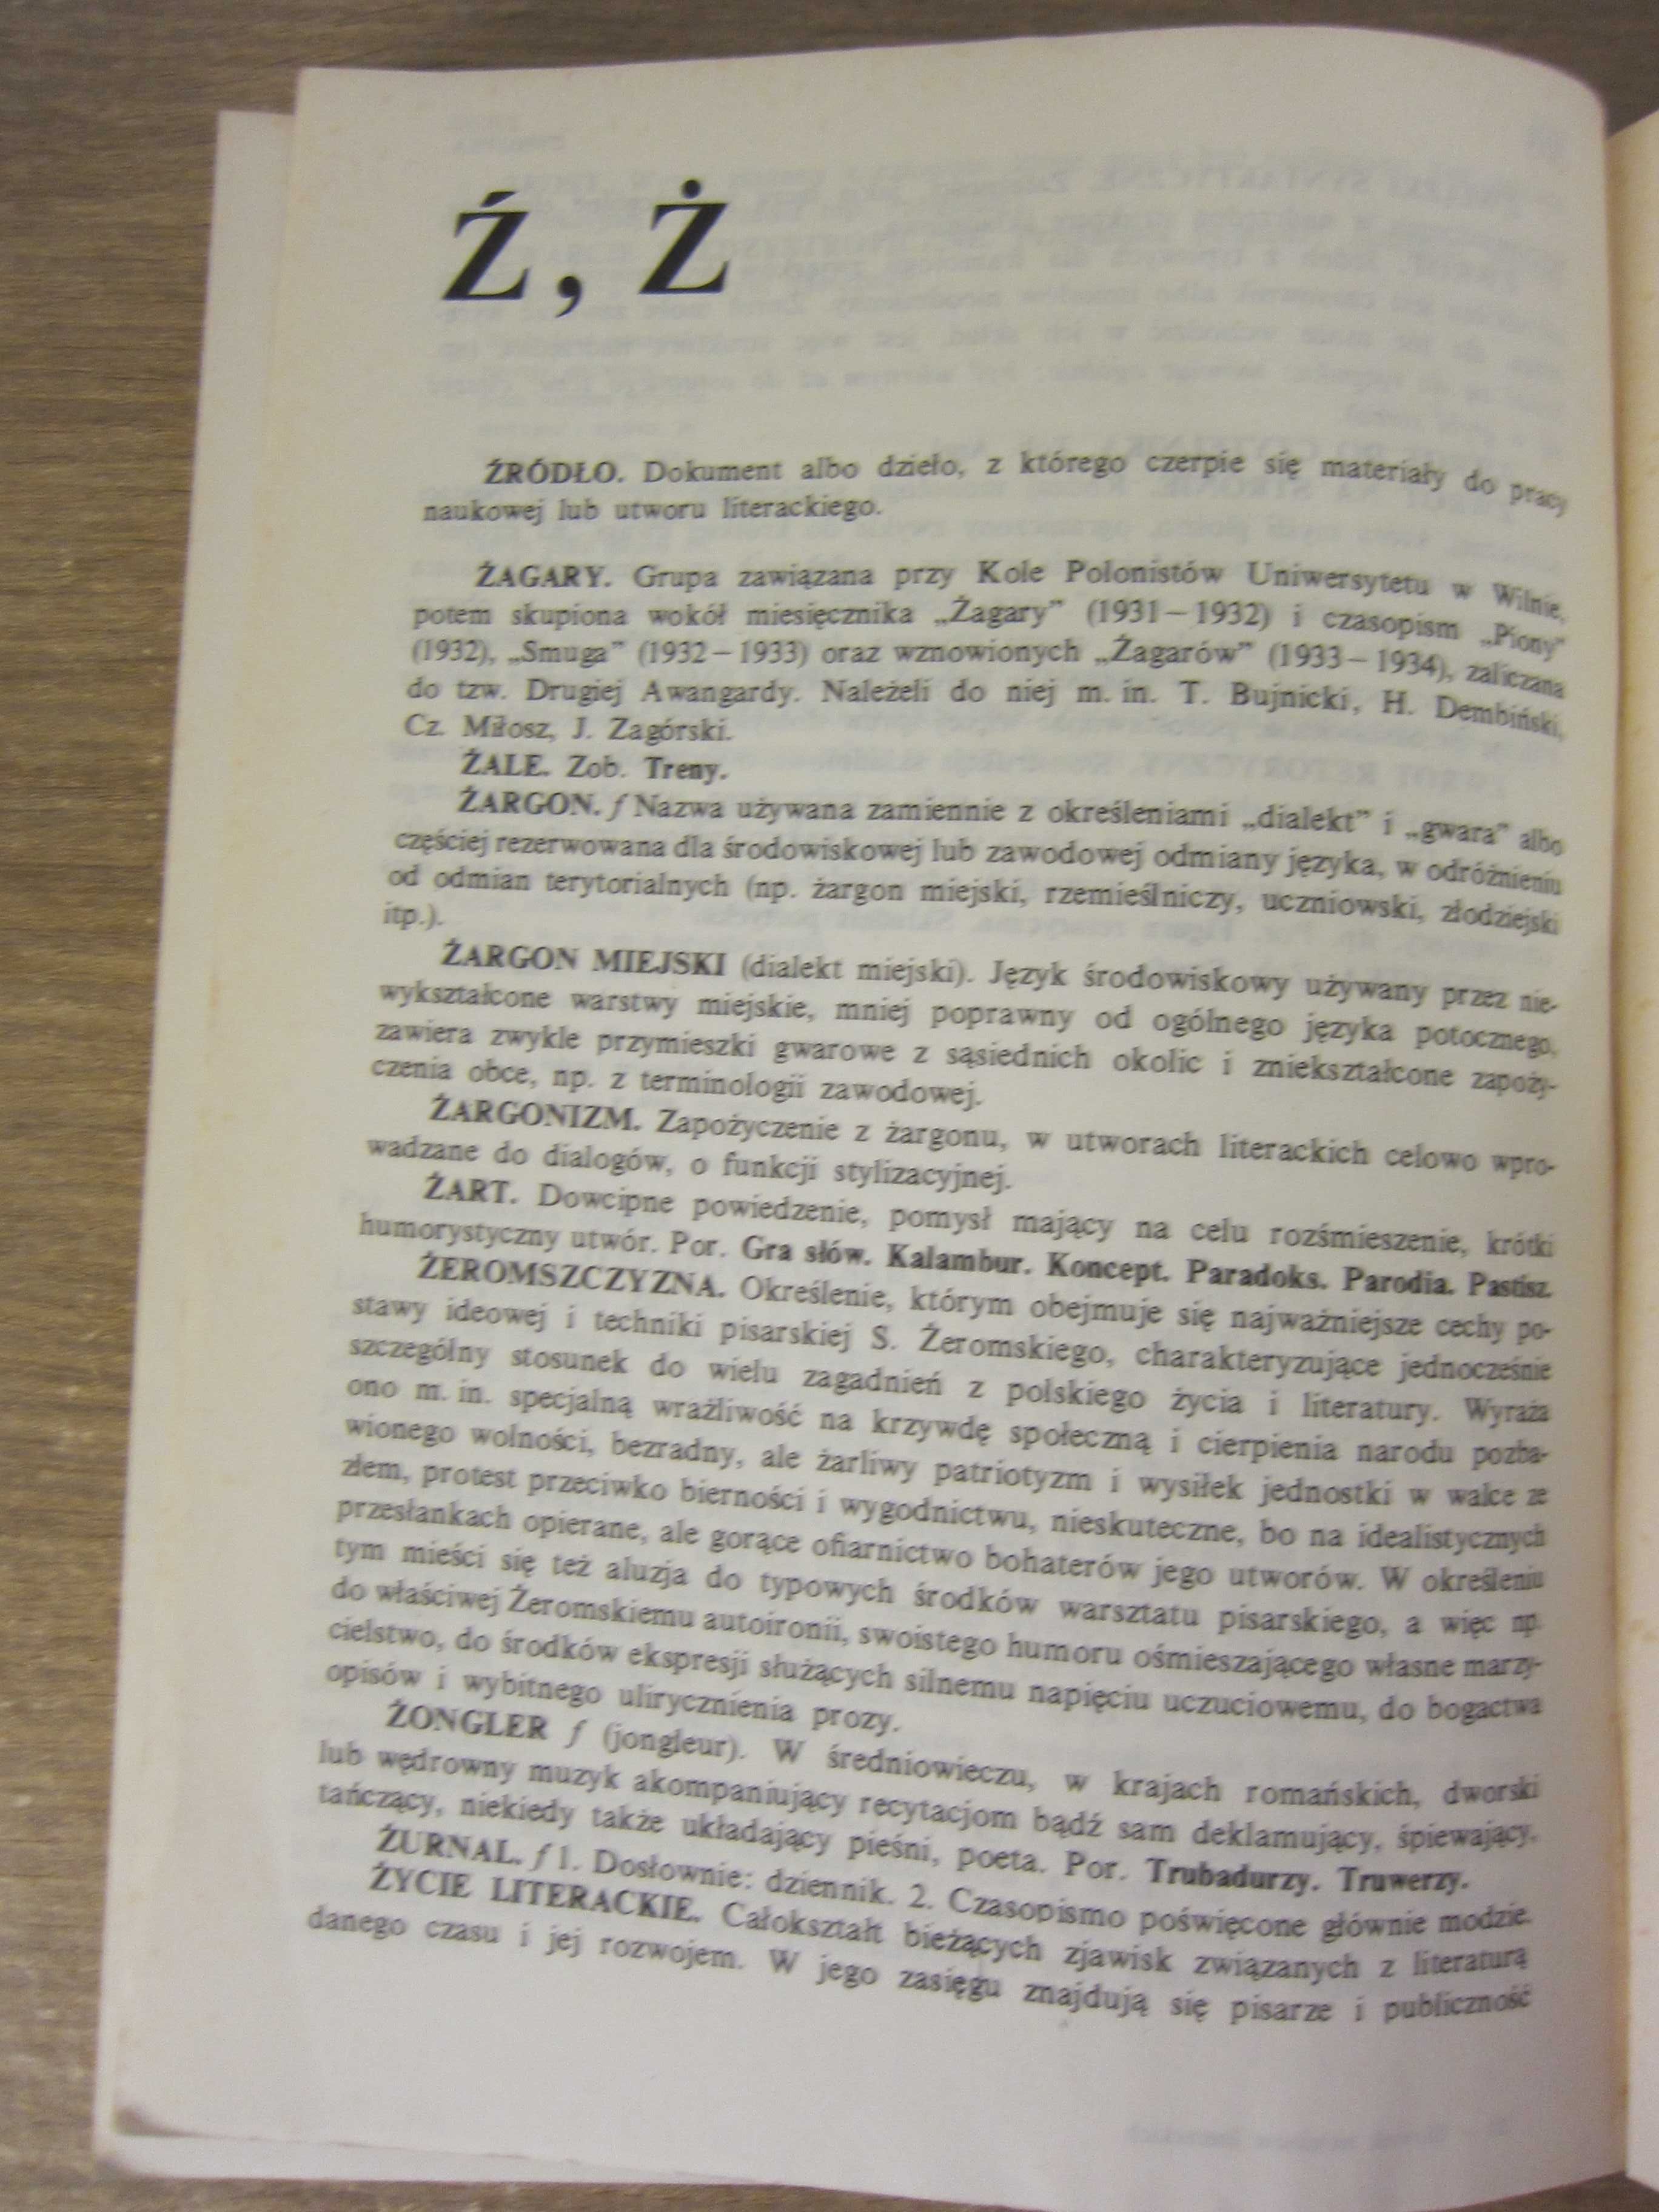 Ź, Ż
ŹRÓDŁO. Dokument albo dzieło, z którego czerpie się materiały do pracy
naukowej lub utworu literackiego.
ŻAGARY. Grupa zawiązana przy Kole Polonistów Uniwersytetu w Wilnie,
potem skupiona wokół miesięcznika „Żagary” (1931–1932) i czasopism „Piony”
(1932), „Smuga” (1932–1933) oraz wznowionych „Żagarów” (1933–1934), zaliczana
do tzw. Drugiej Awangardy. Należeli do niej m. in. T. Bujnicki, H. Dembiński,
Cz. Miłosz, J. Zagórski.
ŻALE. Zob. Treny.
ŻARGON. f Nazwa używana zamiennie z określeniami „dialekt” i „gwara” albo
częściej rezerwowana dla środowiskowej lub zawodowej odmiany języka, w odróżnieniu
od odmian terytorialnych (np. żargon miejski, rzemieślniczy, uczniowski, złodziejski
itp.).
ŻARGON MIEJSKI (dialekt miejski). Język środowiskowy używany przez nie-
wykształcone warstwy miejskie, mniej poprawny od ogólnego języka potocznego,
zawiera zwykle przymieszki gwarowe z sąsiednich okolic i zniekształcone zapoży-
czenia obce, np. z terminologii zawodowej.
ŻARGONIZM. Zapożyczenie z żargonu, w utworach literackich celowo wpro-
wadzane do dialogów, o funkcji stylizacyjnej.
ŻART. Dowcipne powiedzenie, pomysł mający na celu rozśmieszenie, krótki
humorystyczny utwór. Por. Gra słów. Kalambur. Koncept. Paradoks. Parodia. Pastisz.
ŻEROMSZCZYZNA. Określenie, którym obejmuje się najważniejsze cechy po-
stawy ideowej i techniki pisarskiej S. Żeromskiego, charakteryzujące jednocześnie
szczególny stosunek do wielu zagadnień z polskiego życia i literatury. Wyraża
ono m. in. specjalną wrażliwość na krzywdę społeczną i cierpienia narodu pozba-
wionego wolności, bezradny, ale żarliwy patriotyzm i wysiłek jednostki w walce ze
złem, protest przeciwko bierności i wygodnictwu, nieskuteczne, bo na idealistycznych
przesłankach opierane, ale gorące ofiarnictwo bohaterów jego utworów. W określeniu
tym mieści się też aluzja do typowych środków warsztatu pisarskiego, a więc np.
do właściwej Żeromskiemu autoironii, swoistego humoru ośmieszającego własne marzy-
cielstwo, do środków ekspresji służących silnemu napięciu uczuciowemu, do bogactwa
opisów i wybitnego ulirycznienia prozy.
ŻONGLER f (jongleur). W średniowieczu, w krajach romańskich, dworski
lub wędrowny muzyk akompaniujący recytacjom bądź sam deklamujący, śpiewający,
tańczący, niekiedy także układający pieśni, poeta. Por. Trubadurzy. Truwerzy.
ŻURNAL. f 1. Dosłownie: dziennik. 2. Czasopismo poświęcone głównie modzie.
ŻYCIE LITERACKIE. Całokształt bieżących zjawisk związanych z literaturą
danego czasu i jej rozwojem. W jego zasięgu znajdują się pisarze i publiczność